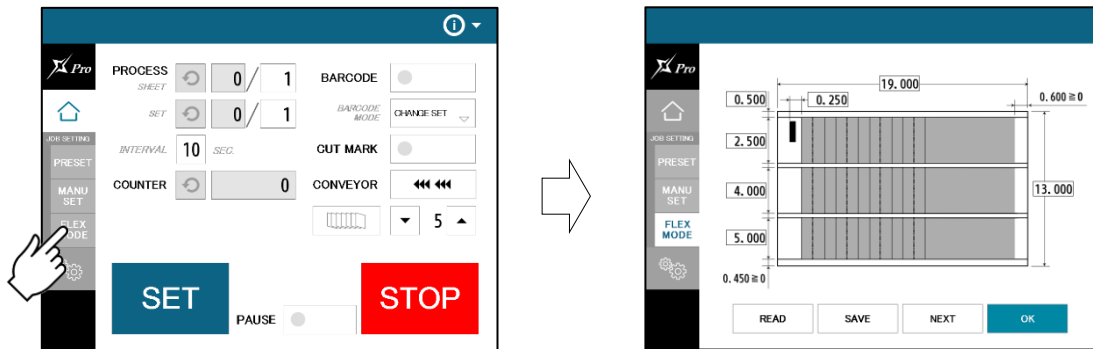 Pro
PROCESS
SHEET
0/ 1
BARCODE
SET
0/ 1
BARCODE MODE
CHANGE SET
INTERVAL 10 SEC.
CUT MARK
COUNTER 0
CONVEYOR
5
JOB SETTING
PRESET
MANU
SET
FLEX
MODE
SET
PAUSE
STOP
Pro
JOB SETTING
PRESET
MANU
SET
FLEX
MODE
19.000
0.500
0.250
0.600≧0
2.500
4.000
13.000
5.000
0.450≧0
READ SAVE NEXT OK